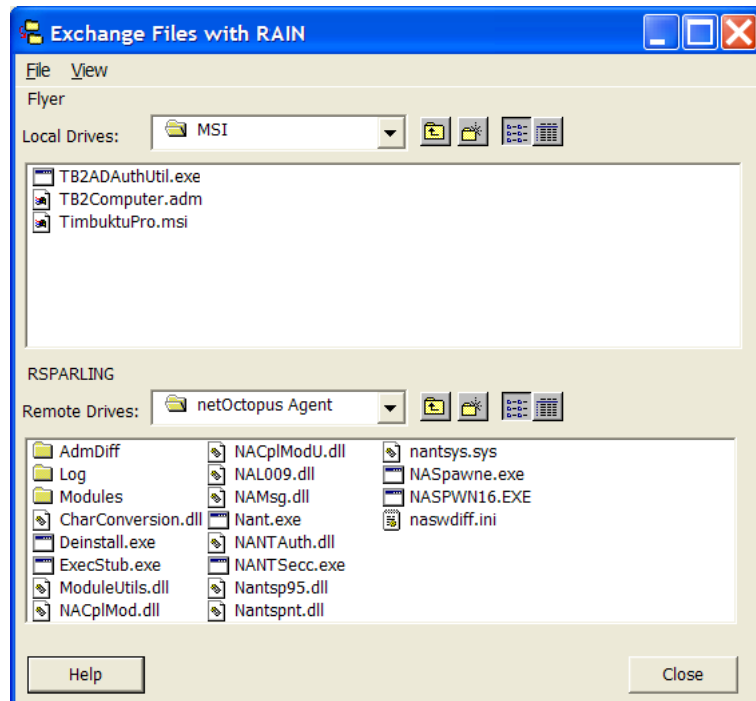 Exchange Files with RAIN
File View
Flyer
Local Drives: MSI
TB2ADAuthUtil.exe
TB2Computer.adm
TimbuktuPro.msi
RSPARLING
Remote Drives: netOctopus Agent
AdmDiff NACplModU.dll nantsys.sys
Log NAL009.dll NASpawne.exe
Modules NAMsg.dll NASPWN16.EXE
CharConversion.dll Nant.exe naswdiff.ini
Deinstall.exe NANTAuth.dll
ExecStub.exe NANTSecc.exe
ModuleUtils.dll Nantsp95.dll
NACplMod.dll Nantspnt.dll
Help Close